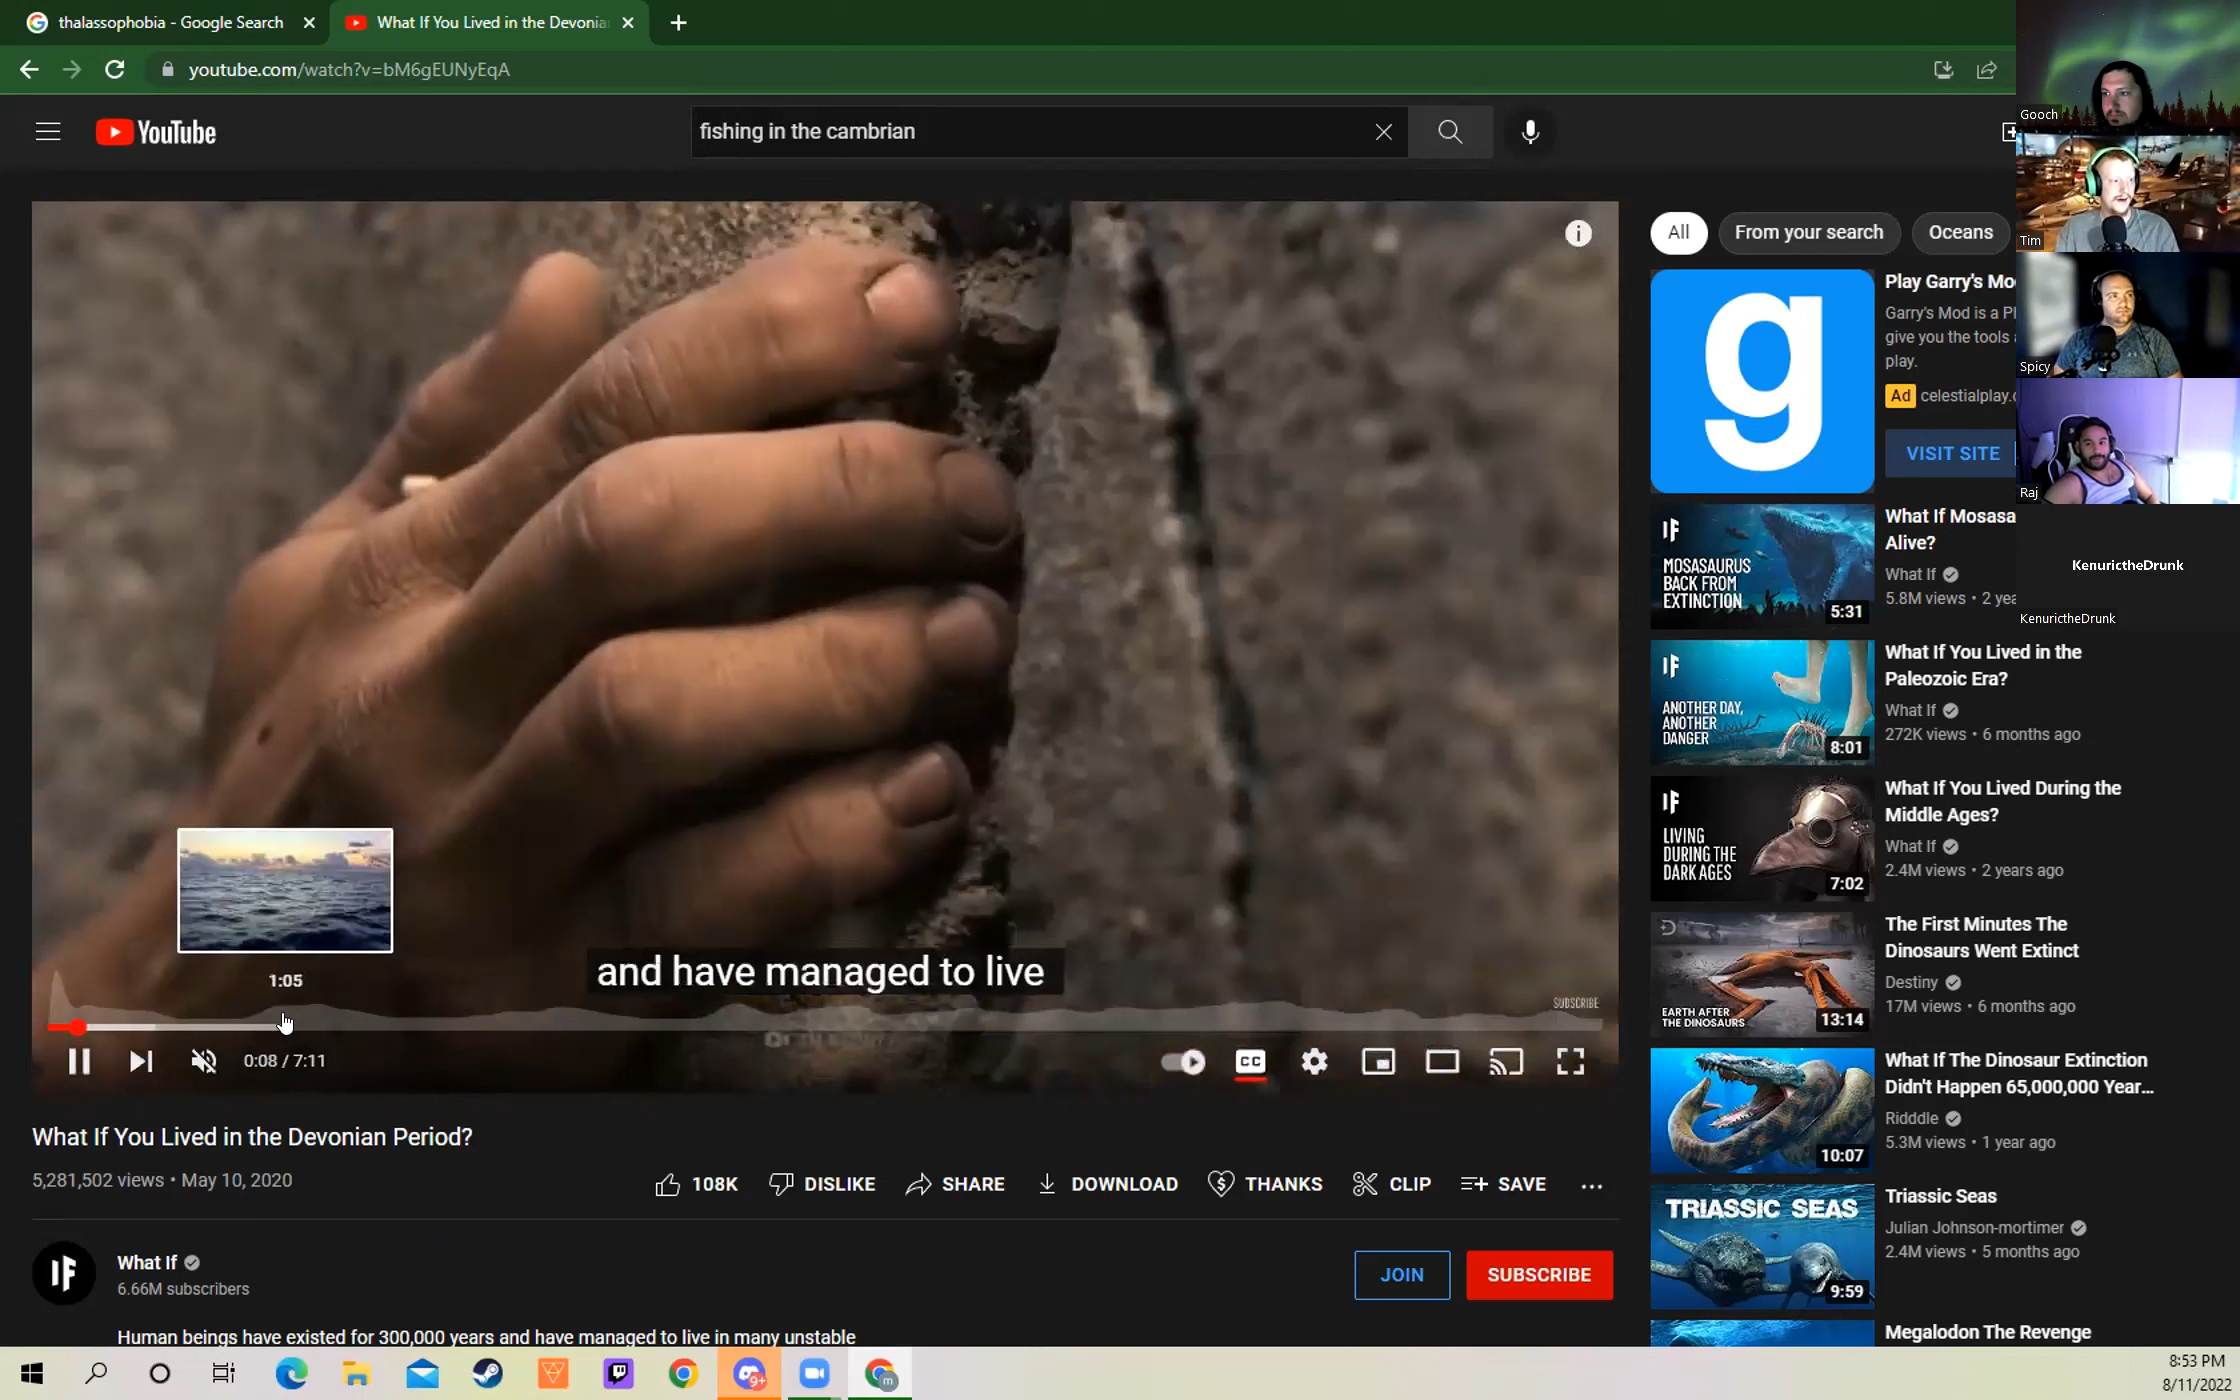 thalassophobia - Google Search
What If You Lived in the Devonia
youtube.com/watch?v=bM6gEUNyEqA
YouTube
fishing in the cambrian
Gooch
Tim
Spicy
Raj
KenurictheDrunk
KenurictheDrunk
and have managed to live
SUBSCRIBE
1:05
0:08 / 7:11
CC
What If You Lived in the Devonian Period?
5,281,502 views • May 10, 2020
108K
DISLIKE
SHARE
DOWNLOAD
THANKS
CLIP
SAVE
IF
What If
6.66M subscribers
JOIN
SUBSCRIBE
Human beings have existed for 300,000 years and have managed to live in many unstable
All
From your search
Oceans
g
Play Garry's Mo
Garry's Mod is a Pl
give you the tools
play.
Ad celestialplay.
VISIT SITE
IF
MOSASAURUS
BACK FROM
EXTINCTION
5:31
What If Mosasa
Alive?
What If
5.8M views • 2 yea
IF
ANOTHER DAY,
ANOTHER
DANGER
8:01
What If You Lived in the
Paleozoic Era?
What If
272K views • 6 months ago
IF
LIVING
DURING THE
DARK AGES
7:02
What If You Lived During the
Middle Ages?
What If
2.4M views • 2 years ago
EARTH AFTER
THE DINOSAURS
13:14
The First Minutes The
Dinosaurs Went Extinct
Destiny
17M views • 6 months ago
10:07
What If The Dinosaur Extinction
Didn't Happen 65,000,000 Year...
Ridddle
5.3M views • 1 year ago
TRIASSIC SEAS
9:59
Triassic Seas
Julian Johnson-mortimer
2.4M views • 5 months ago
Megalodon The Revenge
9+
m
8:53 PM
8/11/2022